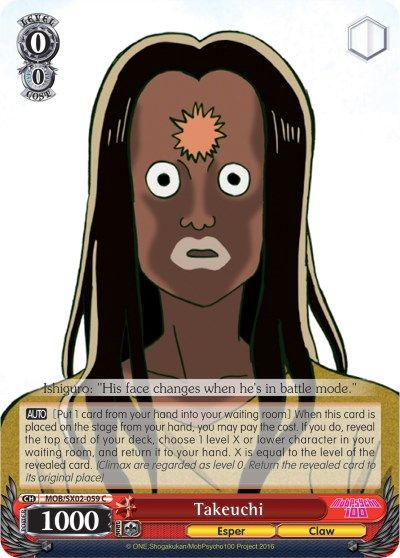 LEVEL
0
0
COST
Ishiguro: "His face changes when he's in battle mode."
AUTO [Put 1 card from your hand into your waiting room] When this card is
placed on the stage from your hand, you may pay the cost. If you do, reveal
the top card of your deck, choose 1 level X or lower character in your
waiting room, and return it to your hand. X is equal to the level of the
revealed card. (Climax are regarded as level 0. Return the revealed card to
its original place)
CH MOB/SX02-059 C
POWER 1000
Takeuchi
MobPsycho
100
Esper Claw
© ONE,Shogakukan/MobPsycho100 Project 2016